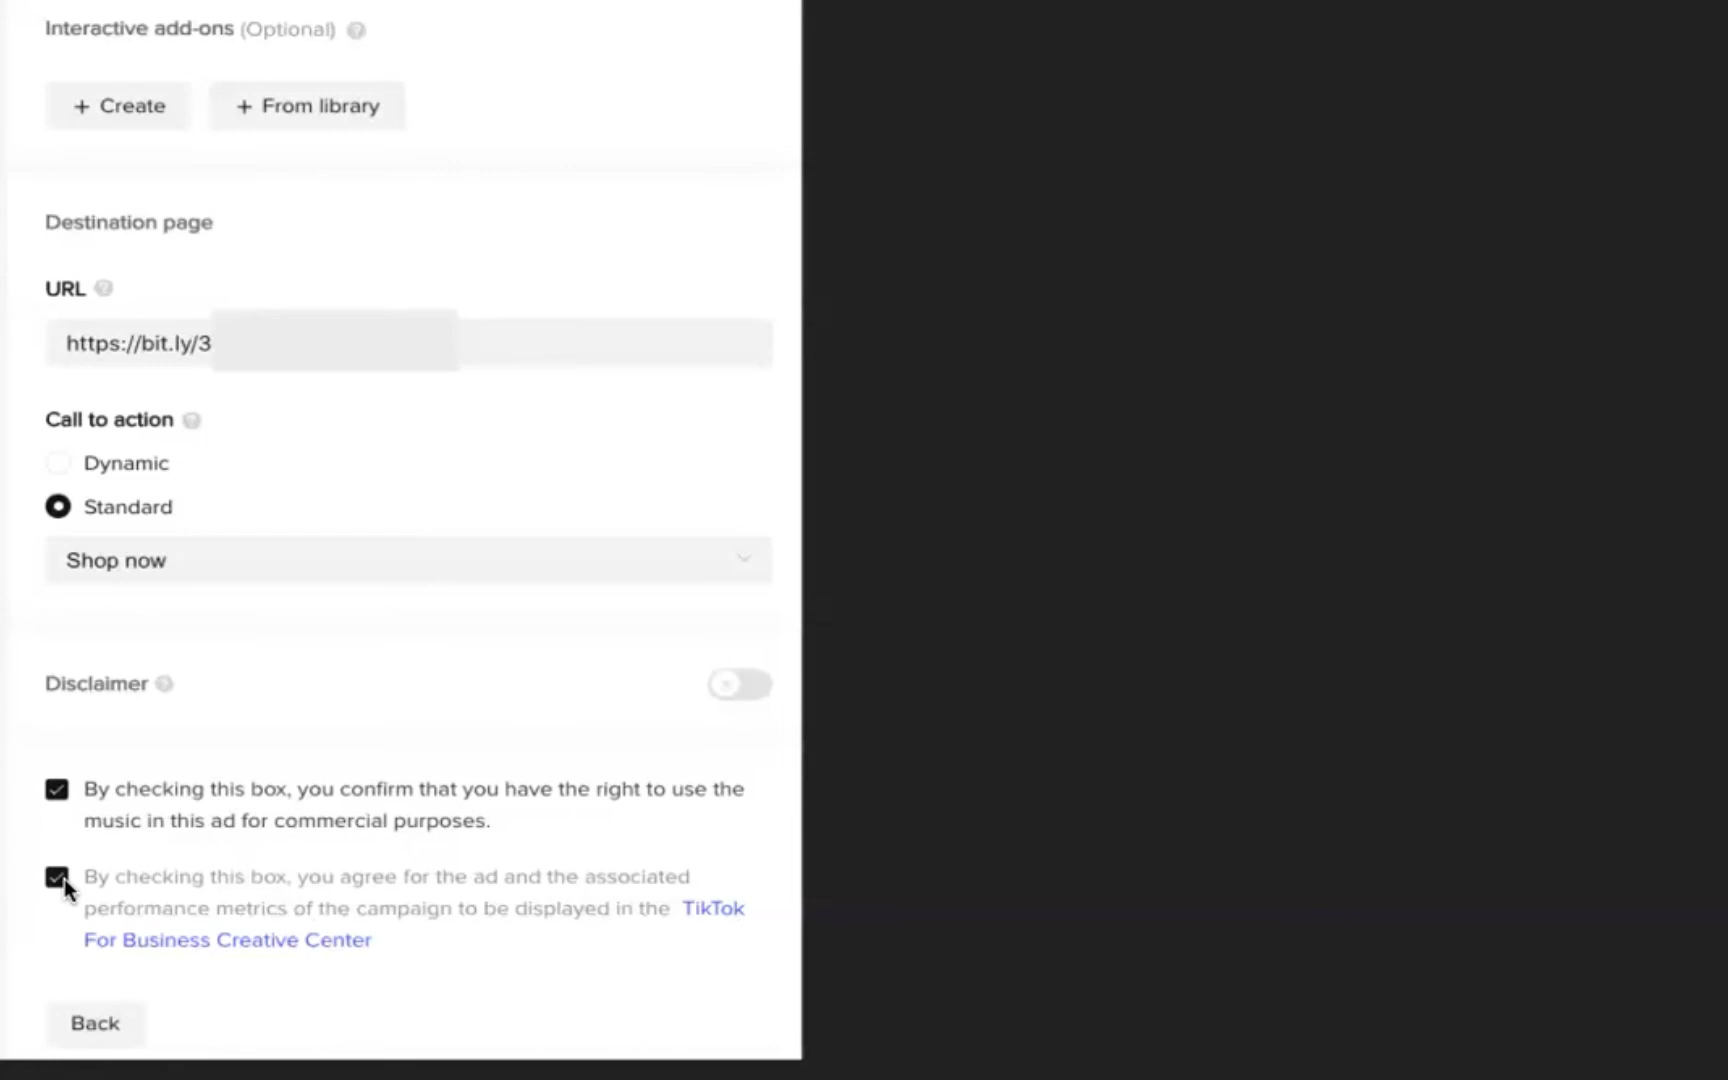 Interactive add-ons (Optional) ?
+ Create + From library
Destination page
URL ?
https://bit.ly/3
Call to action ?
Dynamic
Standard
Shop now
Disclaimer ?
By checking this box, you confirm that you have the right to use the
music in this ad for commercial purposes.
By checking this box, you agree for the ad and the associated
performance metrics of the campaign to be displayed in the TikTok
For Business Creative Center
Back